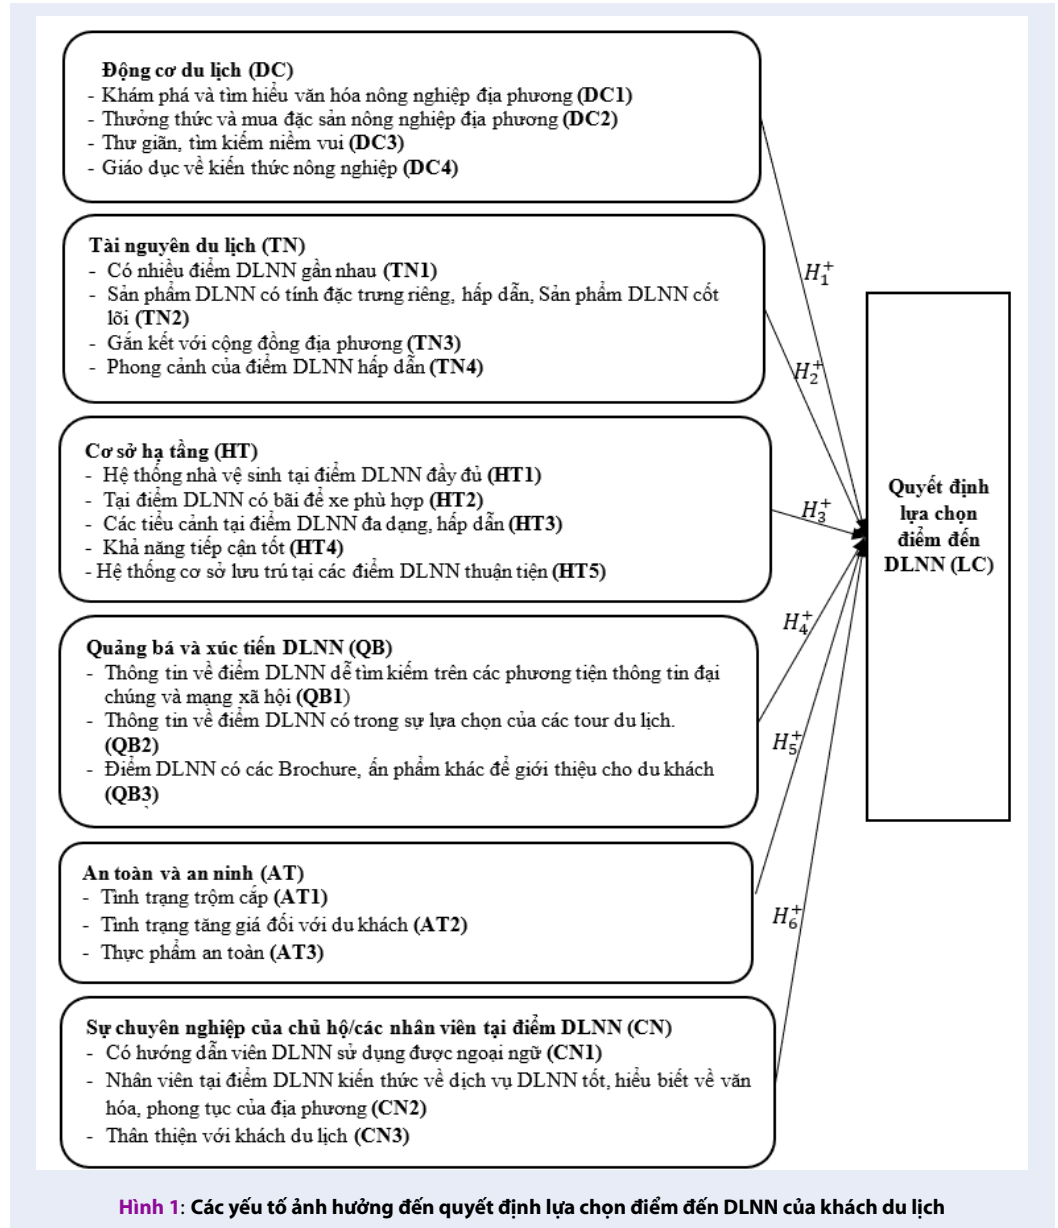 Động cơ du lịch (DC)
- Khám phá và tìm hiểu văn hóa nông nghiệp địa phương (DC1)
- Thưởng thức và mua đặc sản nông nghiệp địa phương (DC2)
- Thư giãn, tìm kiếm niềm vui (DC3)
- Giáo dục về kiến thức nông nghiệp (DC4)
Tài nguyên du lịch (TN)
- Có nhiều điểm DLNN gần nhau (TN1)
- Sản phẩm DLNN có tính đặc trưng riêng, hấp dẫn, Sản phẩm DLNN cốt
lõi (TN2)
- Gắn kết với cộng đồng địa phương (TN3)
- Phong cảnh của điểm DLNN hấp dẫn (TN4)
Cơ sở hạ tầng (HT)
- Hệ thống nhà vệ sinh tại điểm DLNN đầy đủ (HT1)
- Tại điểm DLNN có bãi để xe phù hợp (HT2)
- Các tiểu cảnh tại điểm DLNN đa dạng, hấp dẫn (HT3)
- Khả năng tiếp cận tốt (HT4)
- Hệ thống cơ sở lưu trú tại các điểm DLNN thuận tiện (HT5)
Quảng bá và xúc tiến DLNN (QB)
- Thông tin về điểm DLNN dễ tìm kiếm trên các phương tiện thông tin đại
chúng và mạng xã hội (QB1)
- Thông tin về điểm DLNN có trong sự lựa chọn của các tour du lịch.
(QB2)
- Điểm DLNN có các Brochure, ấn phẩm khác để giới thiệu cho du khách
(QB3)
An toàn và an ninh (AT)
- Tình trạng trộm cắp (AT1)
- Tình trạng tăng giá đối với du khách (AT2)
- Thực phẩm an toàn (AT3)
Sự chuyên nghiệp của chủ hộ/các nhân viên tại điểm DLNN (CN)
- Có hướng dẫn viên DLNN sử dụng được ngoại ngữ (CN1)
- Nhân viên tại điểm DLNN kiến thức về dịch vụ DLNN tốt, hiểu biết về văn
hóa, phong tục của địa phương (CN2)
- Thân thiện với khách du lịch (CN3)
H₁⁺
H₂⁺
H₃⁺
H₄⁺
H₅⁺
H₆⁺
Quyết định
lựa chọn
điểm đến
DLNN (LC)
Hình 1: Các yếu tố ảnh hưởng đến quyết định lựa chọn điểm đến DLNN của khách du lịch